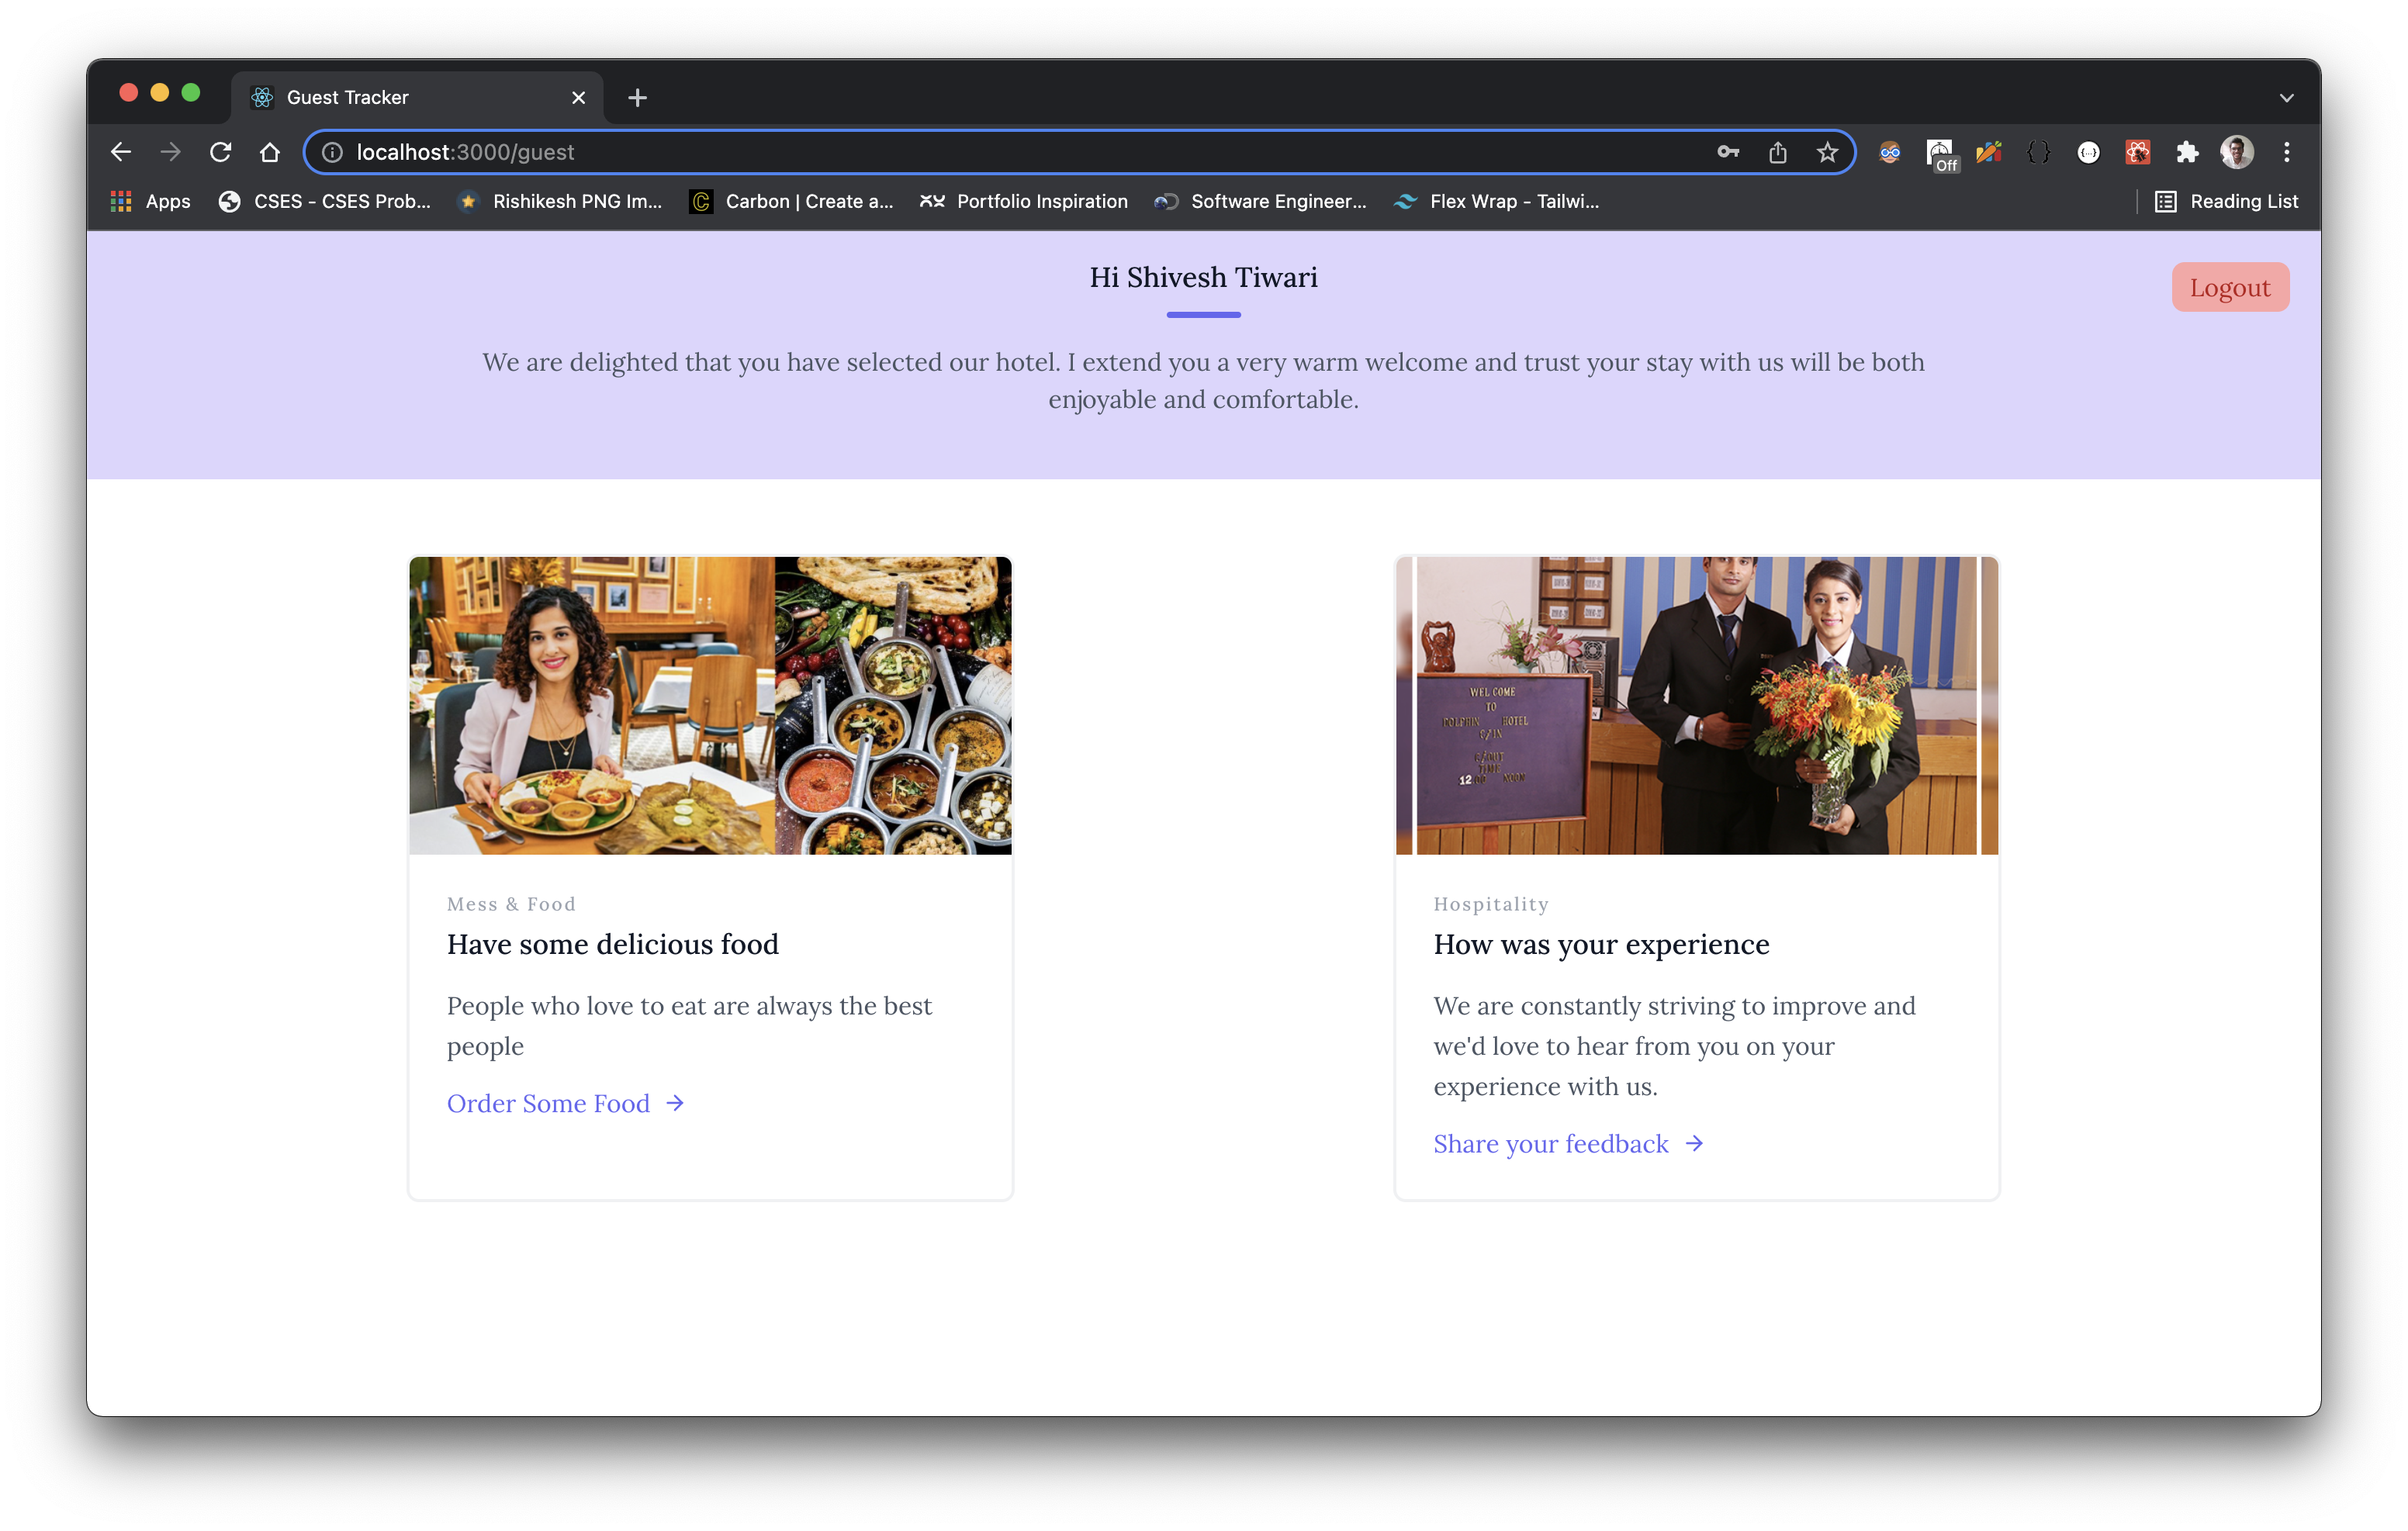 Guest Tracker
localhost:3000/guest
Off
Apps
CSES - CSES Prob...
Rishikesh PNG Im...
Carbon | Create a...
Portfolio Inspiration
Software Engineer...
Flex Wrap - Tailwi...
Reading List
Hi Shivesh Tiwari
Logout
We are delighted that you have selected our hotel. I extend you a very warm welcome and trust your stay with us will be both
enjoyable and comfortable.
WELCOME
TO
DOLPHIN HOTEL
TIME
NOON
Mess & Food
Have some delicious food
People who love to eat are always the best
people
Order Some Food
Hospitality
How was your experience
We are constantly striving to improve and
we'd love to hear from you on your
experience with us.
Share your feedback